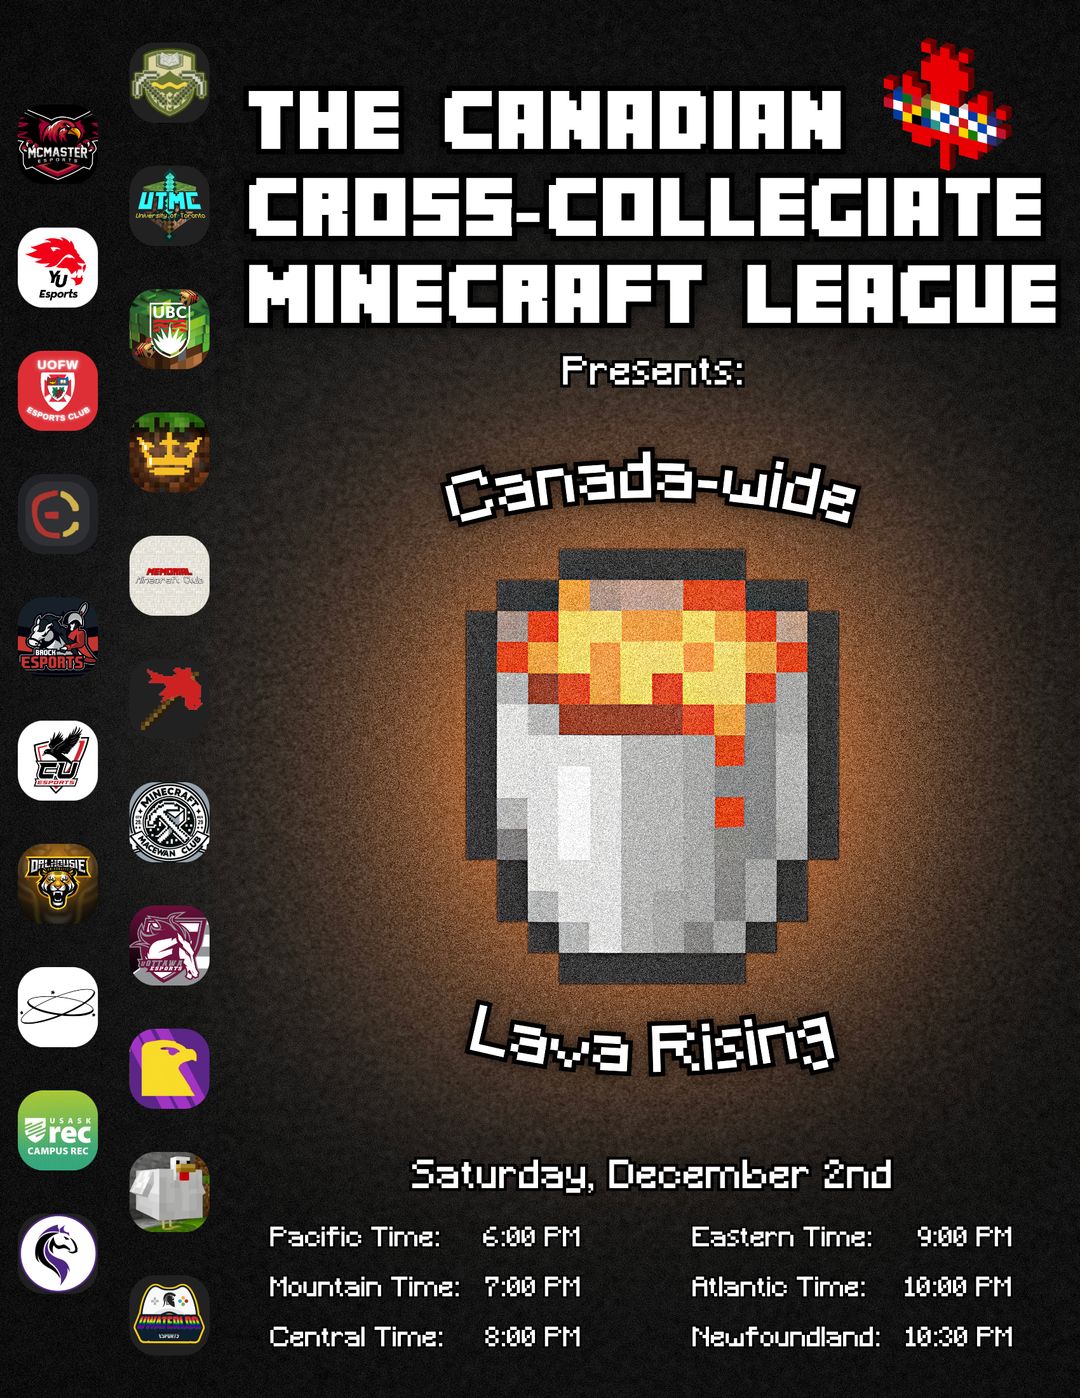 THE CANADIAN
CROSS-COLLEGIATE
MINECRAFT LEAGUE
Presents:
Canada-wide
Lava Rising
Saturday, December 2nd
Pacific Time: 6:00 PM
Mountain Time: 7:00 PM
Central Time: 8:00 PM
Eastern Time: 9:00 PM
Atlantic Time: 10:00 PM
Newfoundland: 10:30 PM
MCMASTER
ESPORTS
YU
Esports
UOFW
ESPORTS CLUB
BROCK
ESPORTS
CU
ESPORTS
DALHOUSIE
USASK
rec
CAMPUS REC
UTMC
University of Toronto
UBC
MEMORIAL
Minecraft Club
MINECRAFT
MACEWAN CLUB
UOTTAWA
ESPORTS
UWATERLOO
ESPORTS